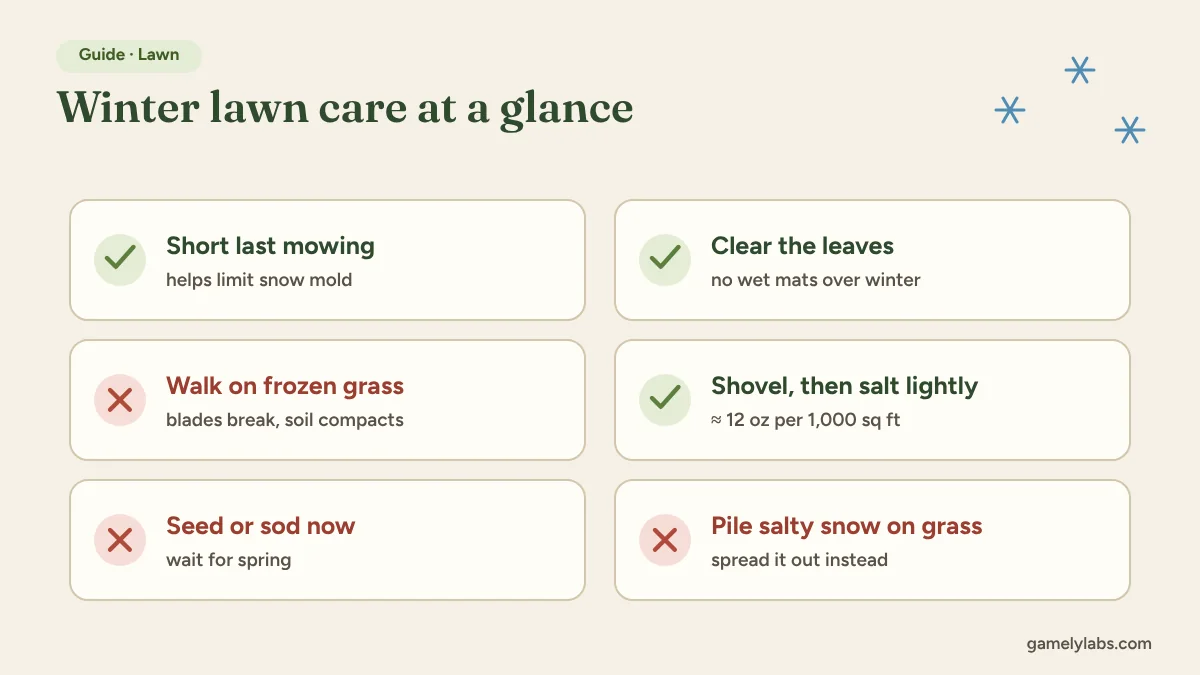 Guide · Lawn
Winter lawn care at a glance
Short last mowing
helps limit snow mold
Clear the leaves
no wet mats over winter
Walk on frozen grass
blades break, soil compacts
Shovel, then salt lightly
≈ 12 oz per 1,000 sq ft
Seed or sod now
wait for spring
Pile salty snow on grass
spread it out instead
gamelylabs.com